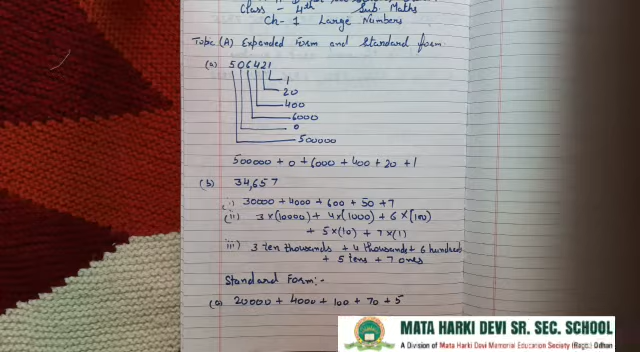 Class - 4th Sub. Maths
Ch- 1 Large Numbers
Topic (A) Expanded Form and Standard form
(a) 506421
1
20
400
6000
0
500000
500000 + 0 + 6000 + 400 + 20 + 1
(b) 34,657
(i) 30000 + 4000 + 600 + 50 + 7
(ii) 3 x (10000) + 4 x (1000) + 6 x (100)
+ 5 x (10) + 7 x (1)
iii) 3 ten thousands + 4 thousands + 6 hundreds
+ 5 tens + 7 ones
Standard Form:-
(a) 20000 + 4000 + 100 + 70 + 5
MATA HARKI DEVI SR. SEC. SCHOOL
A Division of Mata Harki Devi Memorial Education Society (Regd.) Odhan